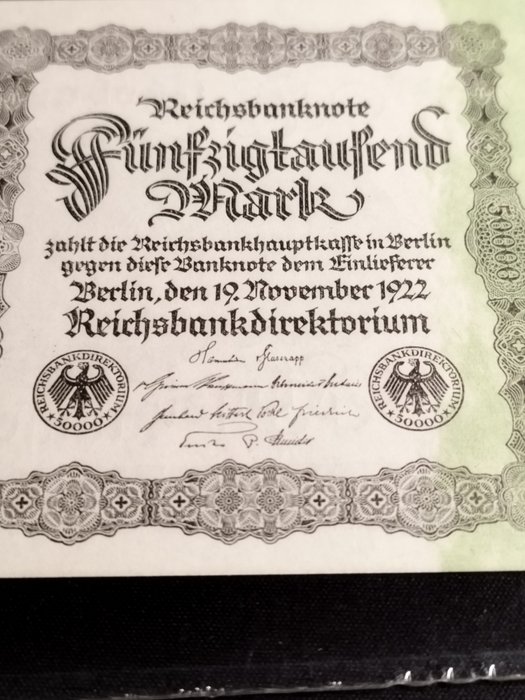 Reichsbanknote
Fünfzigtausend
Mark
zahlt die Reichsbankhauptkasse in Berlin
gegen diese Banknote dem Einlieferer
Berlin, den 19. November 1922
Reichsbankdirektorium
REICHSBANKDIREKTORIUM
50000
REICHSBANKDIREKTORIUM
50000
50000